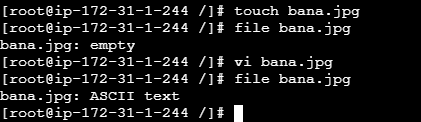 [root@ip-172-31-1-244 /]# touch bana.jpg
[root@ip-172-31-1-244 /]# file bana.jpg
bana.jpg: empty
[root@ip-172-31-1-244 /]# vi bana.jpg
[root@ip-172-31-1-244 /]# file bana.jpg
bana.jpg: ASCII text
[root@ip-172-31-1-244 /]#